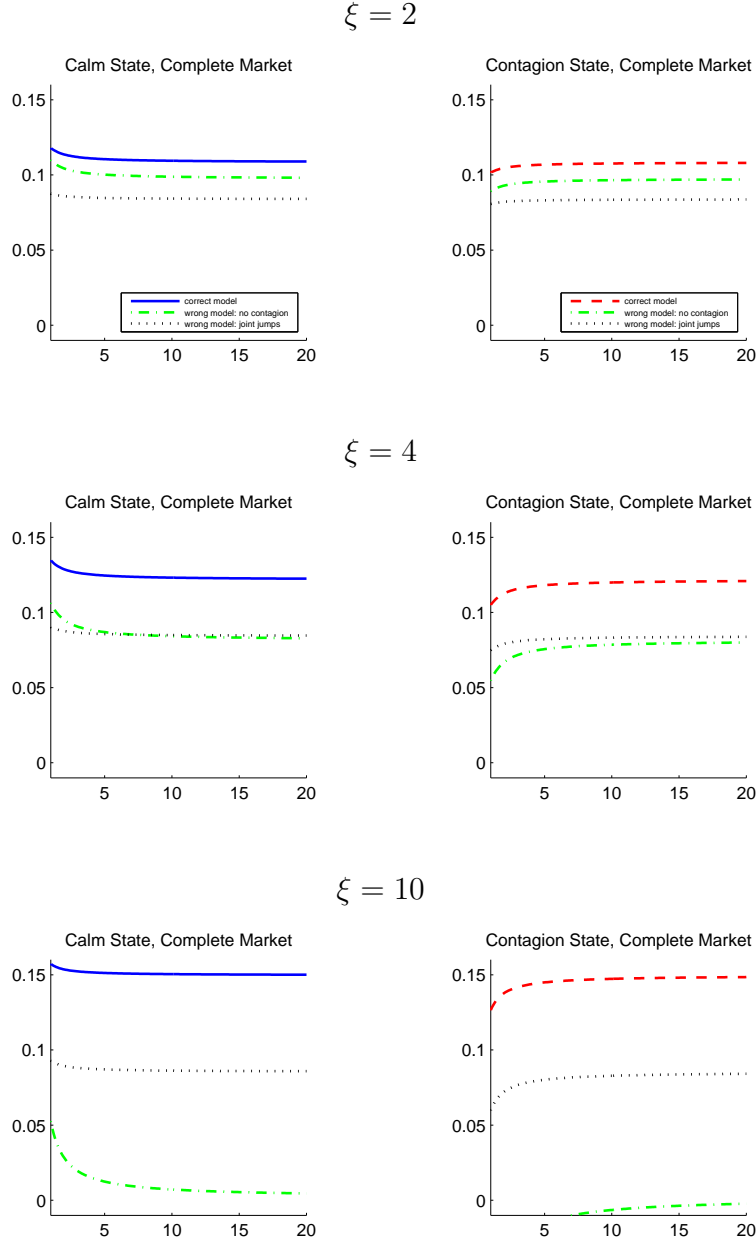 ξ = 2
Calm State, Complete Market
0.15
0.1
0.05
0
5 10 15 20
correct model
wrong model: no contagion
wrong model: joint jumps
Contagion State, Complete Market
0.15
0.1
0.05
0
5 10 15 20
correct model
wrong model: no contagion
wrong model: joint jumps
ξ = 4
Calm State, Complete Market
0.15
0.1
0.05
0
5 10 15 20
Contagion State, Complete Market
0.15
0.1
0.05
0
5 10 15 20
ξ = 10
Calm State, Complete Market
0.15
0.1
0.05
0
5 10 15 20
Contagion State, Complete Market
0.15
0.1
0.05
0
5 10 15 20